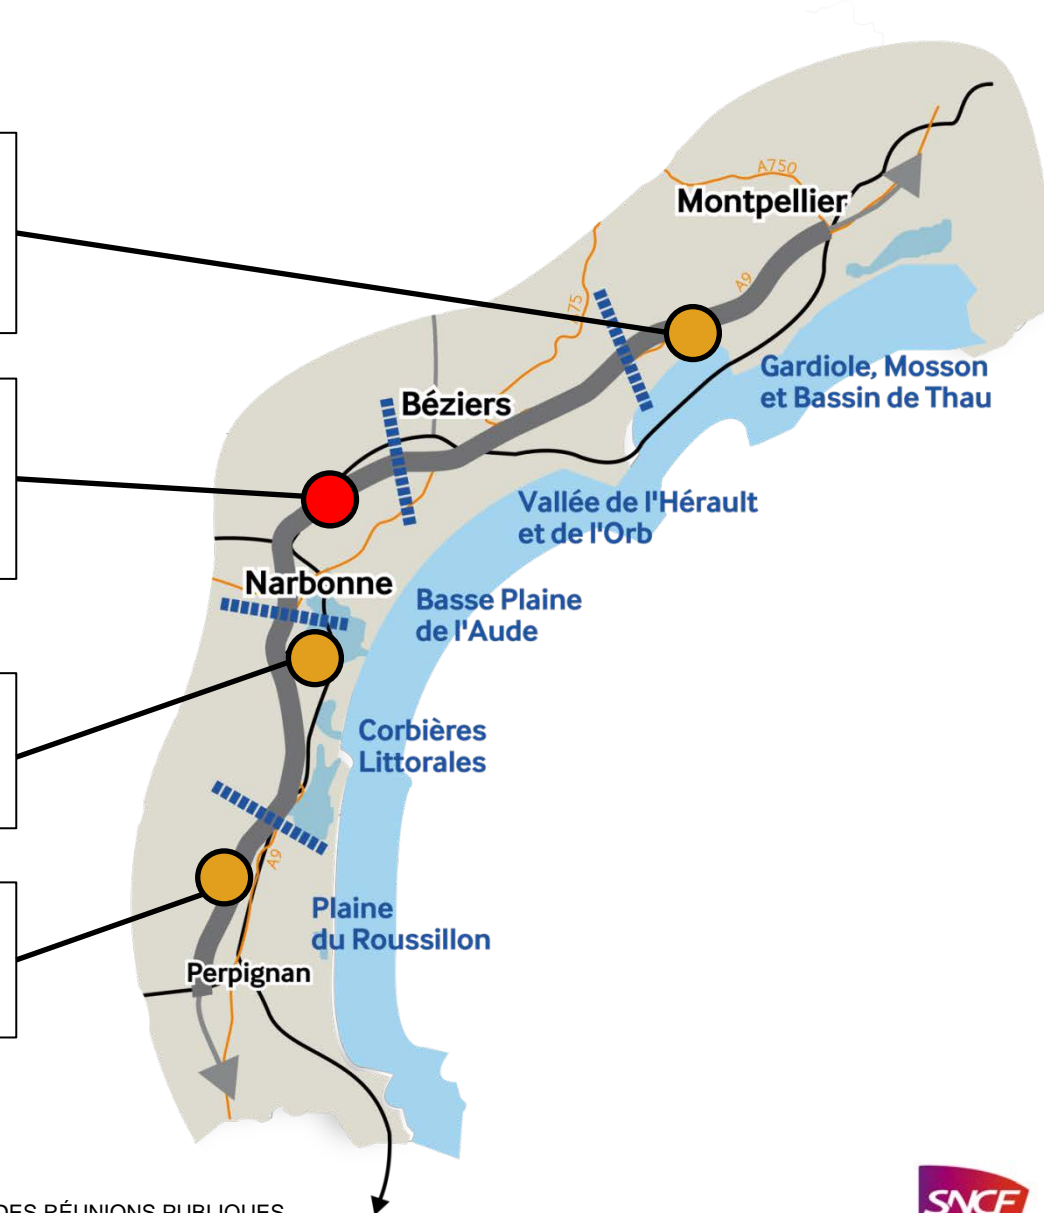 A750
Montpellier
A9
75
Gardiole, Mosson
et Bassin de Thau
Béziers
Vallée de l'Hérault
et de l'Orb
Narbonne
Basse Plaine
de l'Aude
Corbières
Littorales
A9
Plaine
du Roussillon
Perpignan
DES RÉUNIONS PUBLIQUES
SNCF